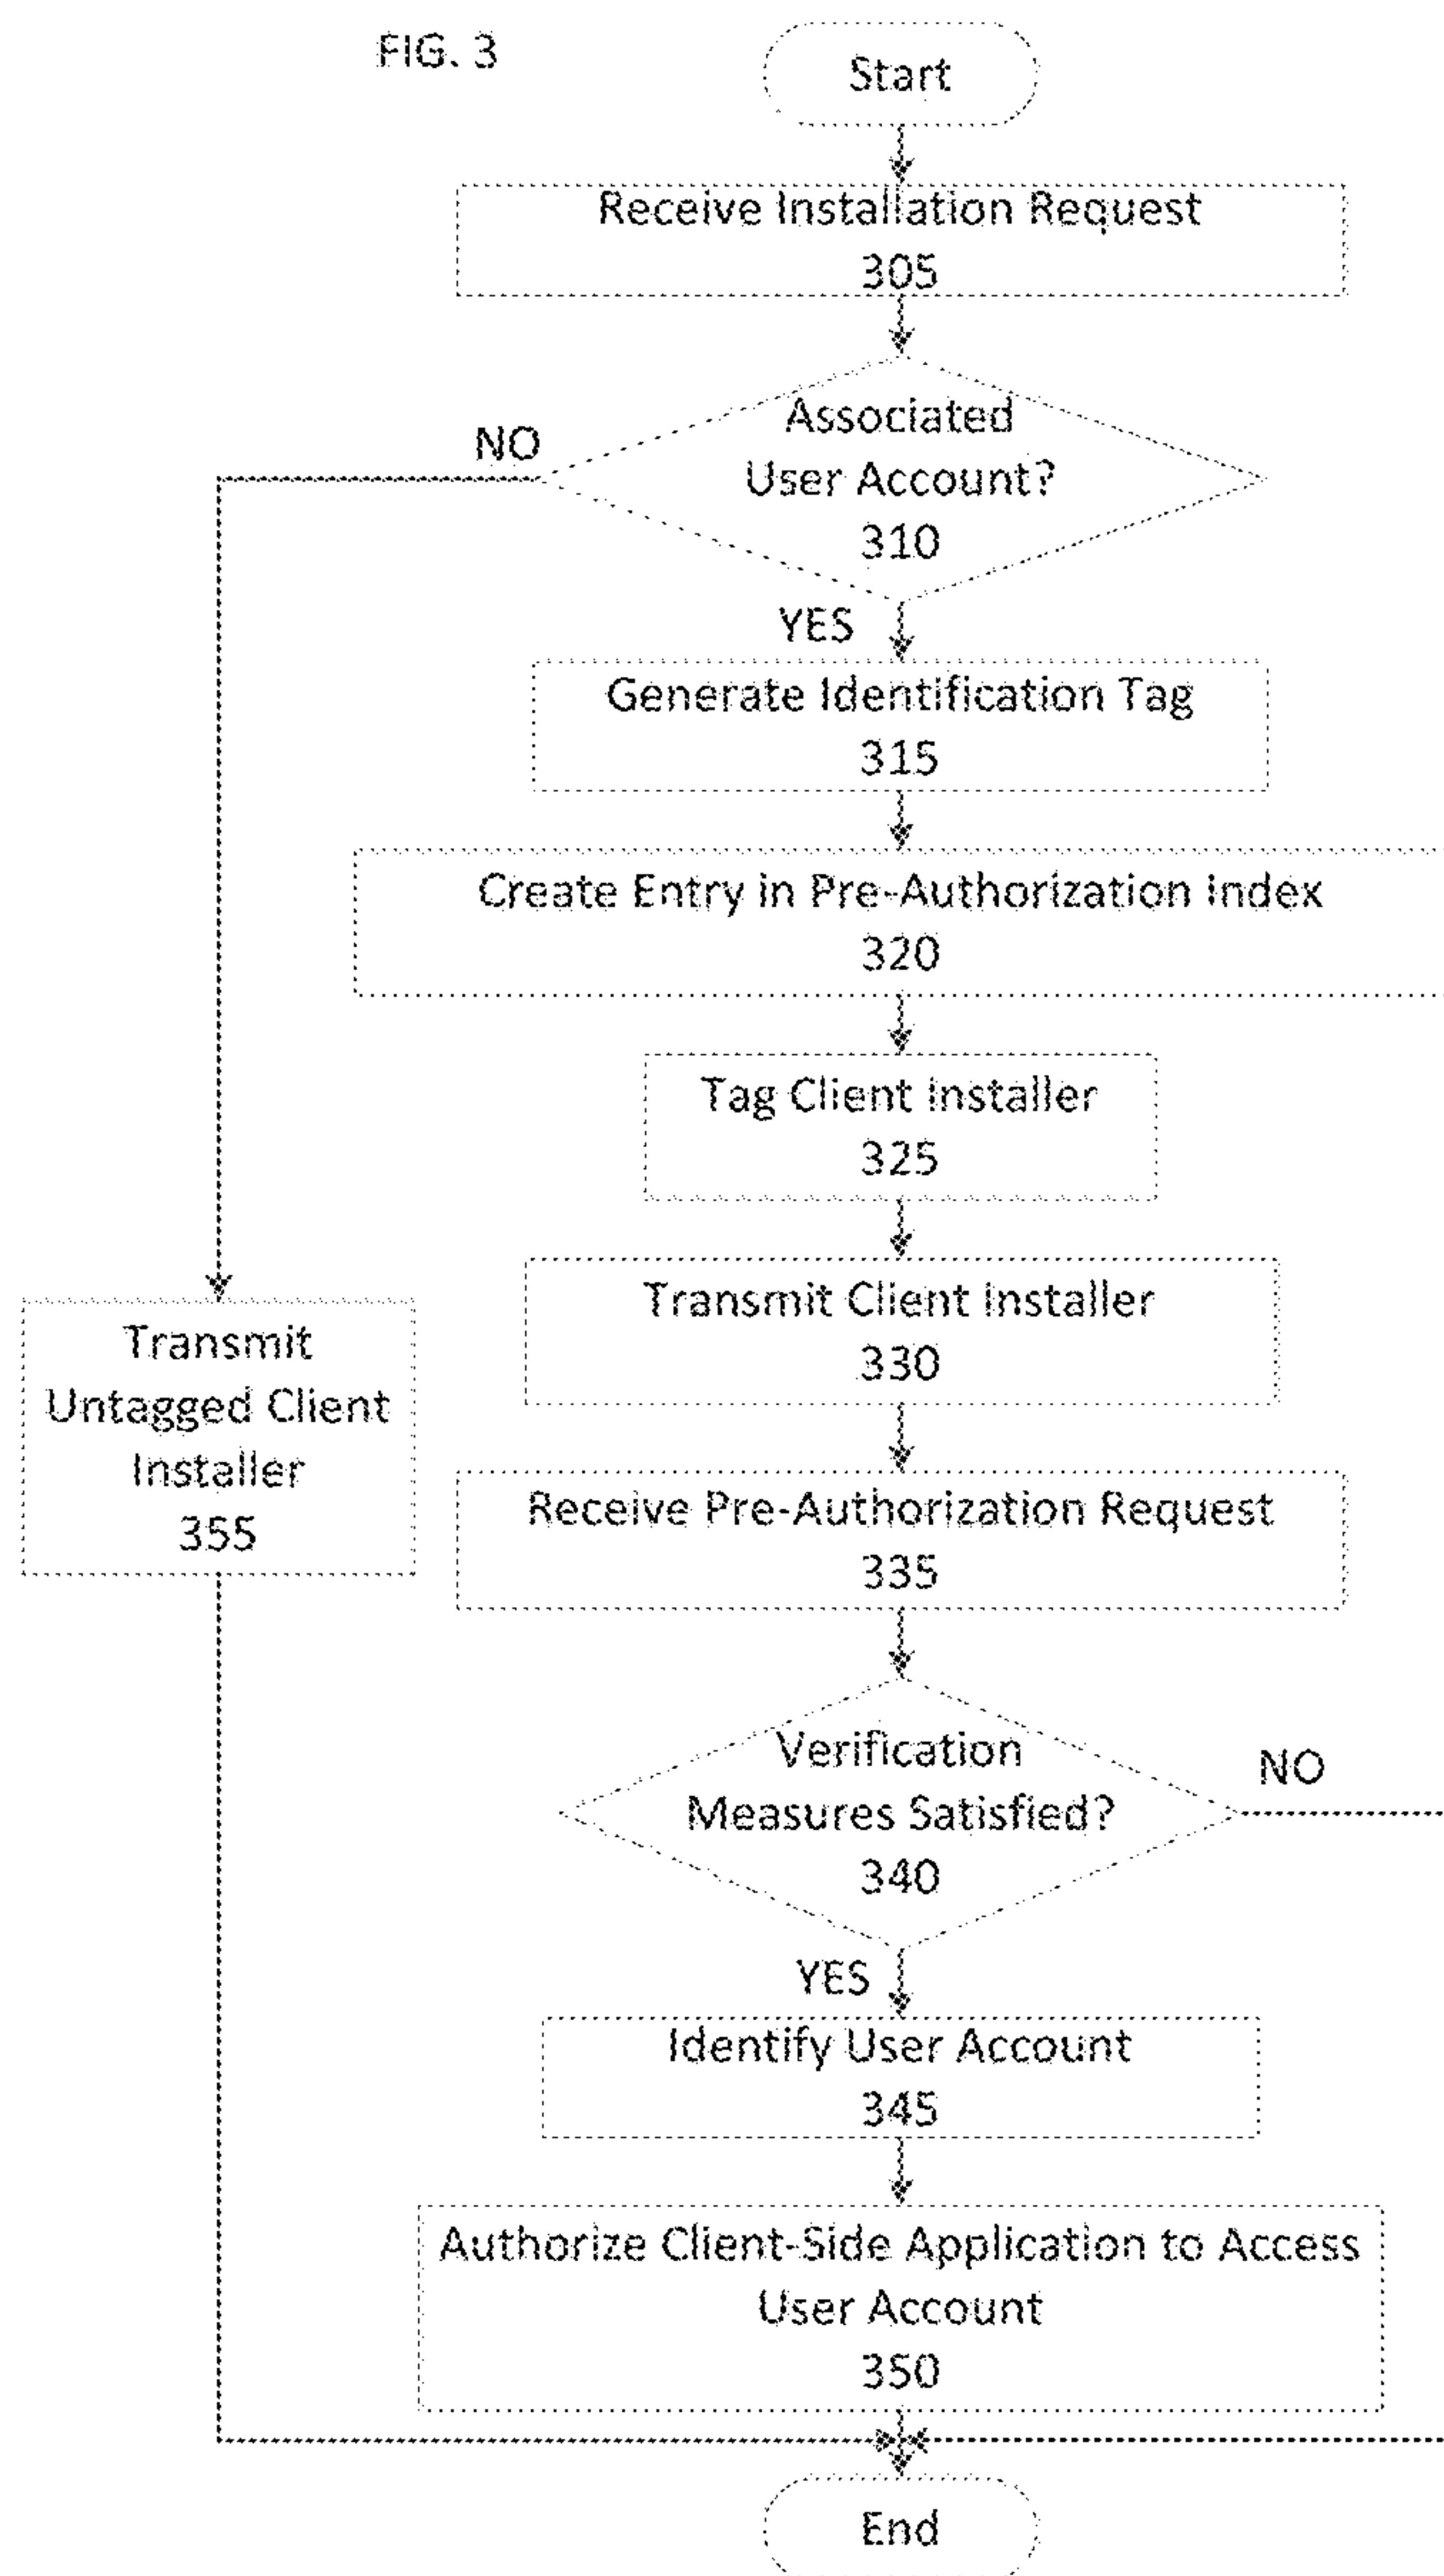 FIG. 3
Start
Receive Installation Request
305
Associated
User Account?
310
NO
YES
Generate Identification Tag
315
Create Entry in Pre-Authorization Index
320
Tag Client Installer
325
Transmit Client Installer
330
Transmit
Untagged Client
Installer
355
Receive Pre-Authorization Request
335
Verification
Measures Satisfied?
340
NO
YES
Identify User Account
345
Authorize Client-Side Application to Access
User Account
350
End